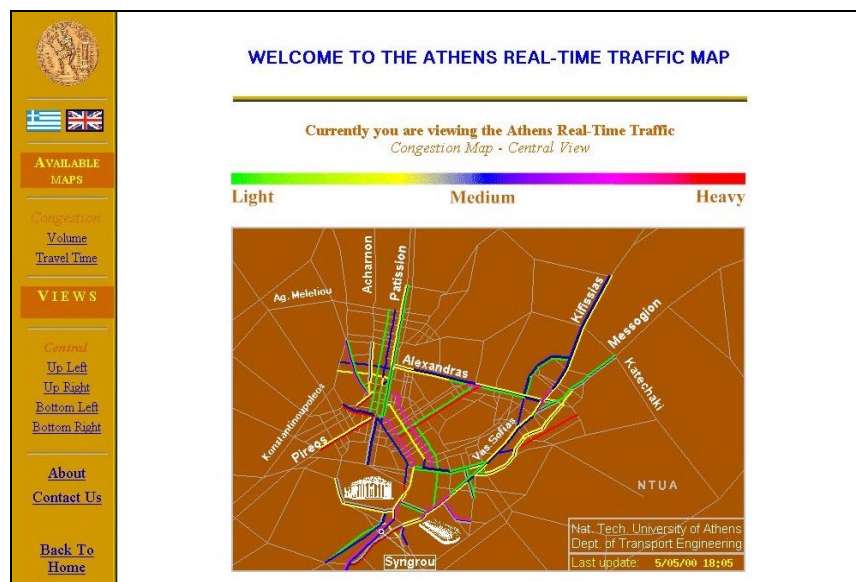 AVAILABLE
MAPS
Congestion
Volume
Travel Time
VIEWS
Central
Up Left
Up Right
Bottom Left
Bottom Right
About
Contact Us
Back To
Home
WELCOME TO THE ATHENS REAL-TIME TRAFFIC MAP
Currently you are viewing the Athens Real-Time Traffic
Congestion Map - Central View
Light Medium Heavy
Acharnon
Patission
Ag. Meletiou
Kifissias
Messogion
Alexandras
Katechaki
Konstantinoupoleos
Pireos
Vas. Sofias
NTUA
Syngrou
Nat. Tech. University of Athens
Dept. of Transport Engineering
Last update: 5/05/00 18:05